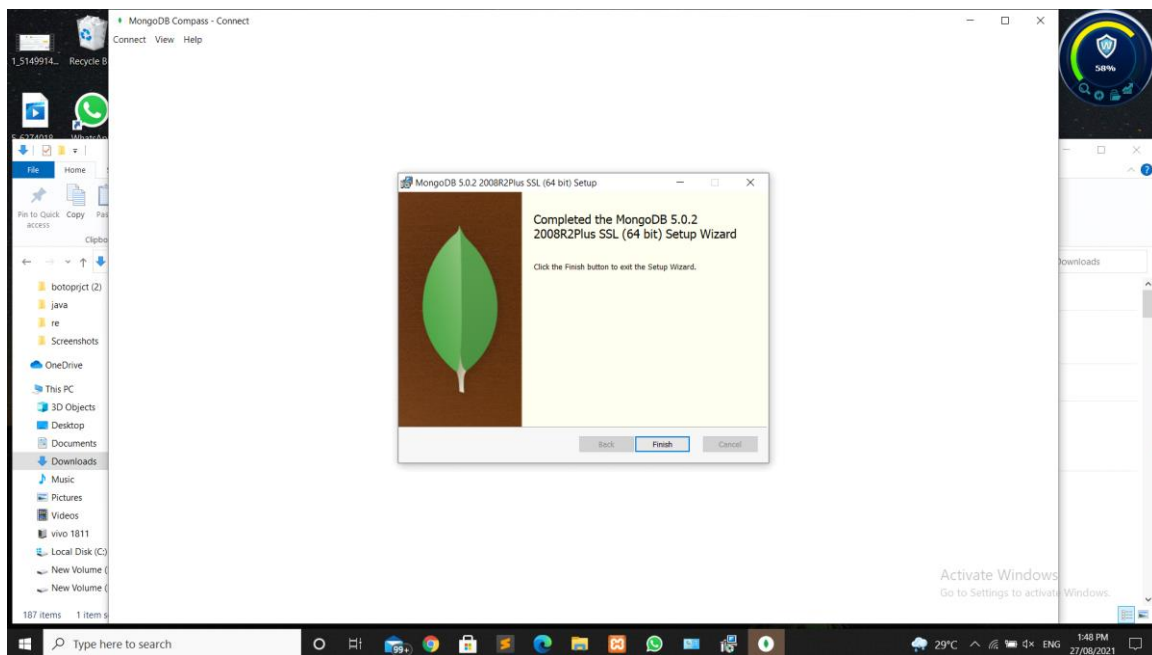 MongoDB Compass - Connect
Connect View Help
1_5149914...
Recycle B
58%
WhatsAp
File Home
Pin to Quick access
Copy
Pas
Clipbo
botoprjct (2)
java
re
Screenshots
OneDrive
This PC
3D Objects
Desktop
Documents
Downloads
Music
Pictures
Videos
vivo 1811
Local Disk (C:)
New Volume (
New Volume (
187 items 1 item s
MongoDB 5.0.2 2008R2Plus SSL (64 bit) Setup
Completed the MongoDB 5.0.2
2008R2Plus SSL (64 bit) Setup Wizard
Click the Finish button to exit the Setup Wizard.
Back Finish Cancel
Downloads
Activate Windows
Go to Settings to activate Windows.
Type here to search
99+
29°C
ENG
1:48 PM
27/08/2021